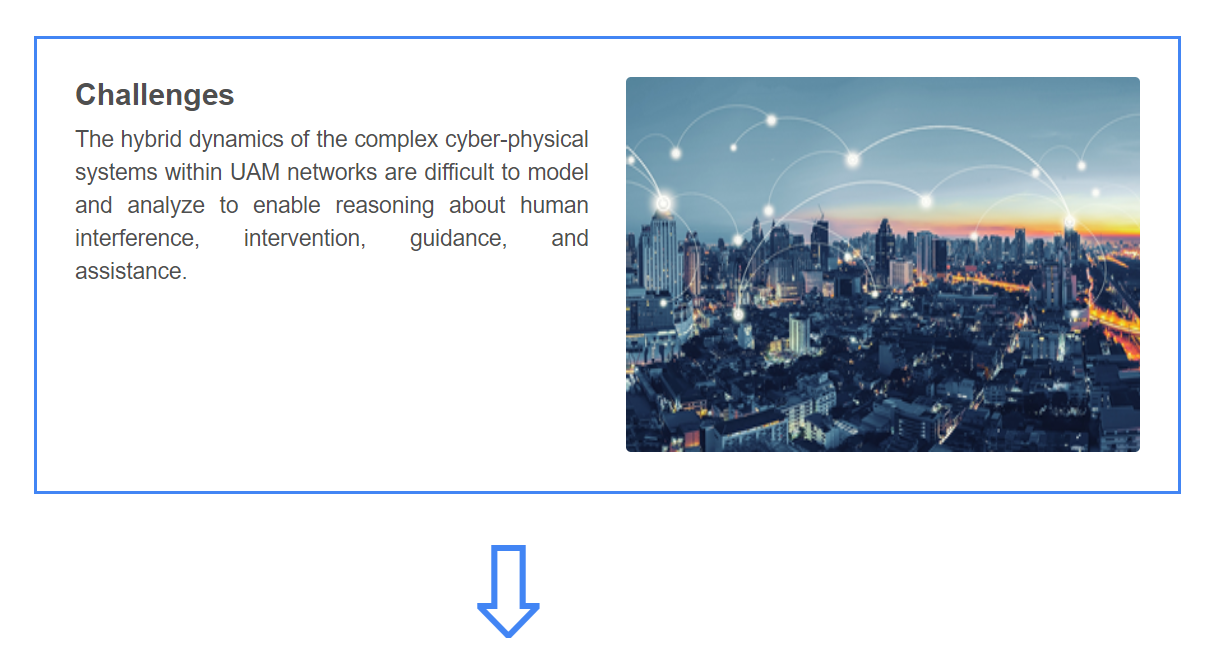 Challenges
The hybrid dynamics of the complex cyber-physical
systems within UAM networks are difficult to model
and analyze to enable reasoning about human
interference, intervention, guidance, and
assistance.